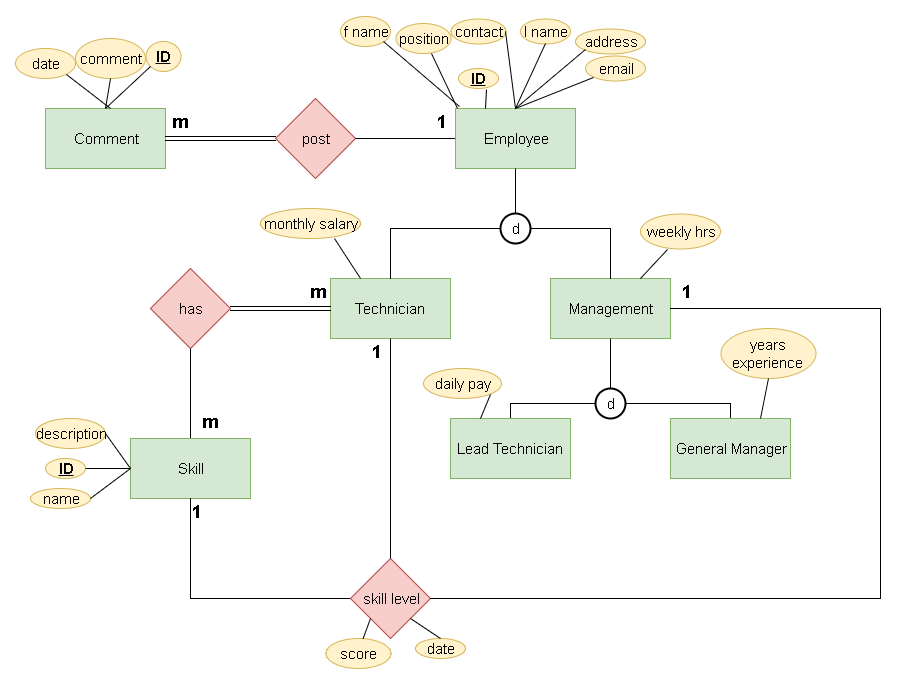 f name
position
contact
l name
address
email
ID
date
comment
ID
Comment
m
post
1
Employee
d
monthly salary
weekly hrs
has
m
Technician
1
Management
1
years
experience
daily pay
d
Lead Technician
General Manager
m
description
ID
name
Skill
1
skill level
score
date